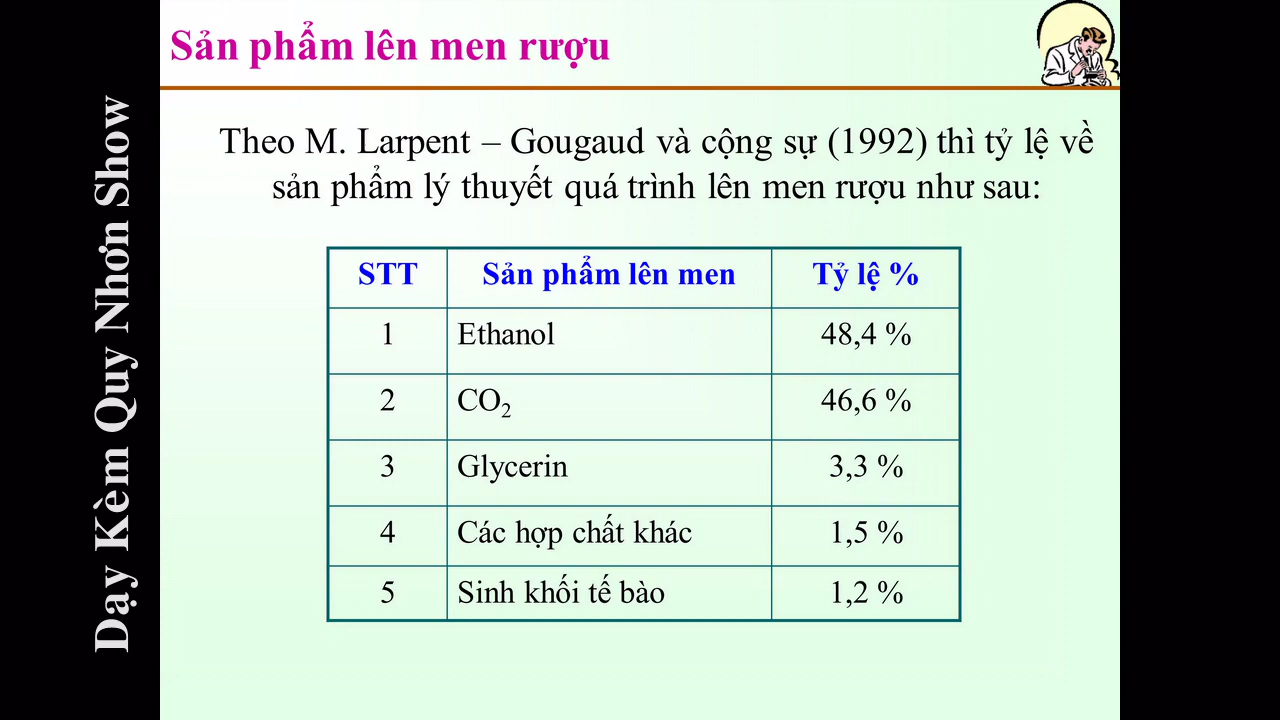 Sản phẩm lên men rượu
Theo M. Larpent – Gougaud và cộng sự (1992) thì tỷ lệ về
sản phẩm lý thuyết quá trình lên men rượu như sau:
STT Sản phẩm lên men Tỷ lệ %
1 Ethanol 48,4 %
2 CO₂ 46,6 %
3 Glycerin 3,3 %
4 Các hợp chất khác 1,5 %
5 Sinh khối tế bào 1,2 %
Dạy Kèm Quy Nhơn Show